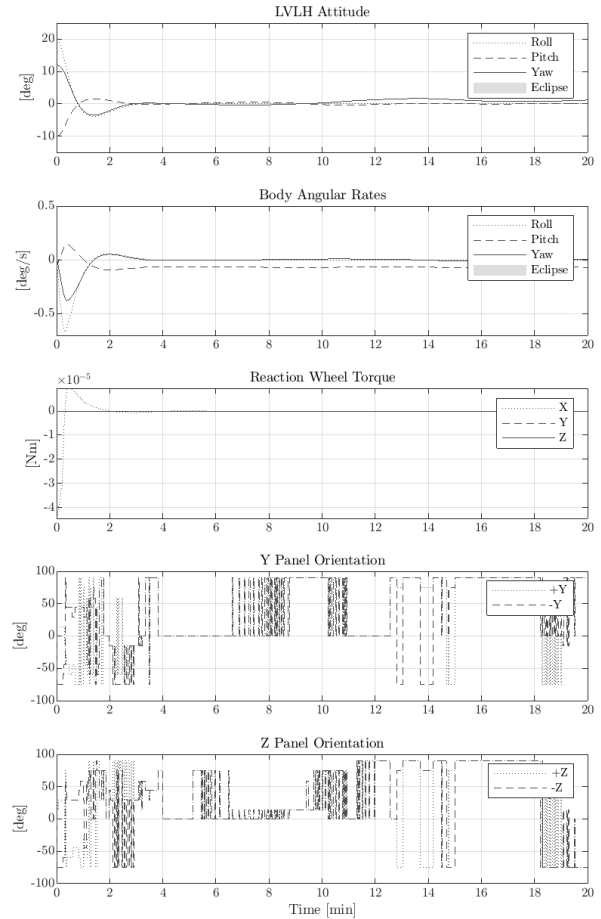 LVLH Attitude
20
10
0
-10
[deg]
Roll
Pitch
Yaw
Eclipse
0 2 4 6 8 10 12 14 16 18 20
Body Angular Rates
0.5
0
-0.5
[deg/s]
Roll
Pitch
Yaw
Eclipse
0 2 4 6 8 10 12 14 16 18 20
Reaction Wheel Torque
×10⁻⁵
0
-1
-2
-3
-4
[Nm]
X
Y
Z
0 2 4 6 8 10 12 14 16 18 20
Y Panel Orientation
100
50
0
-50
-100
[deg]
+Y
-Y
0 2 4 6 8 10 12 14 16 18 20
Z Panel Orientation
100
50
0
-50
-100
[deg]
+Z
-Z
0 2 4 6 8 10 12 14 16 18 20
Time [min]